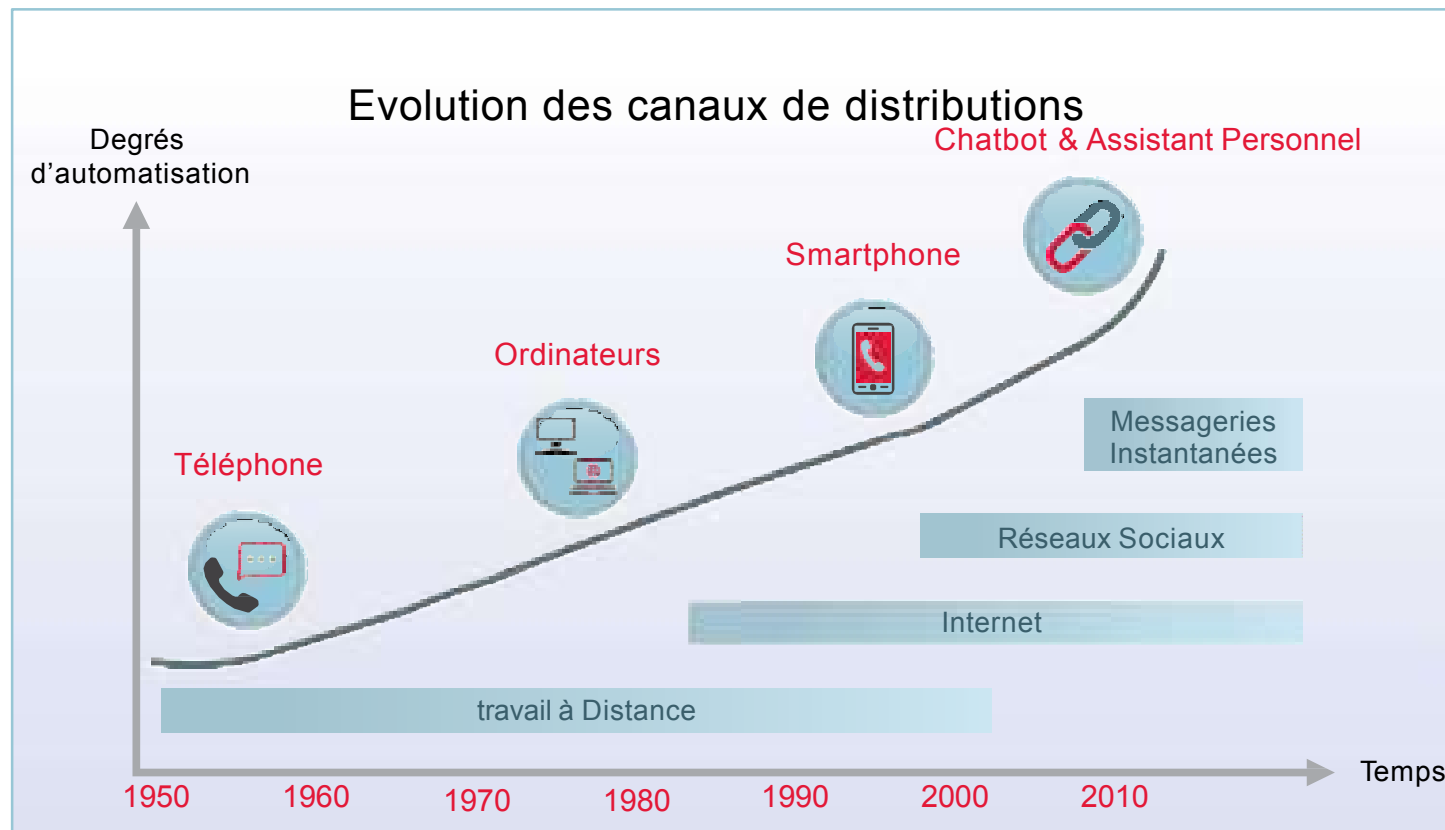 Evolution des canaux de distributions
Degrés
d'automatisation
Chatbot & Assistant Personnel
Smartphone
Ordinateurs
Téléphone
Messageries
Instantanées
Réseaux Sociaux
Internet
travail à Distance
Temps
1950 1960 1970 1980 1990 2000 2010